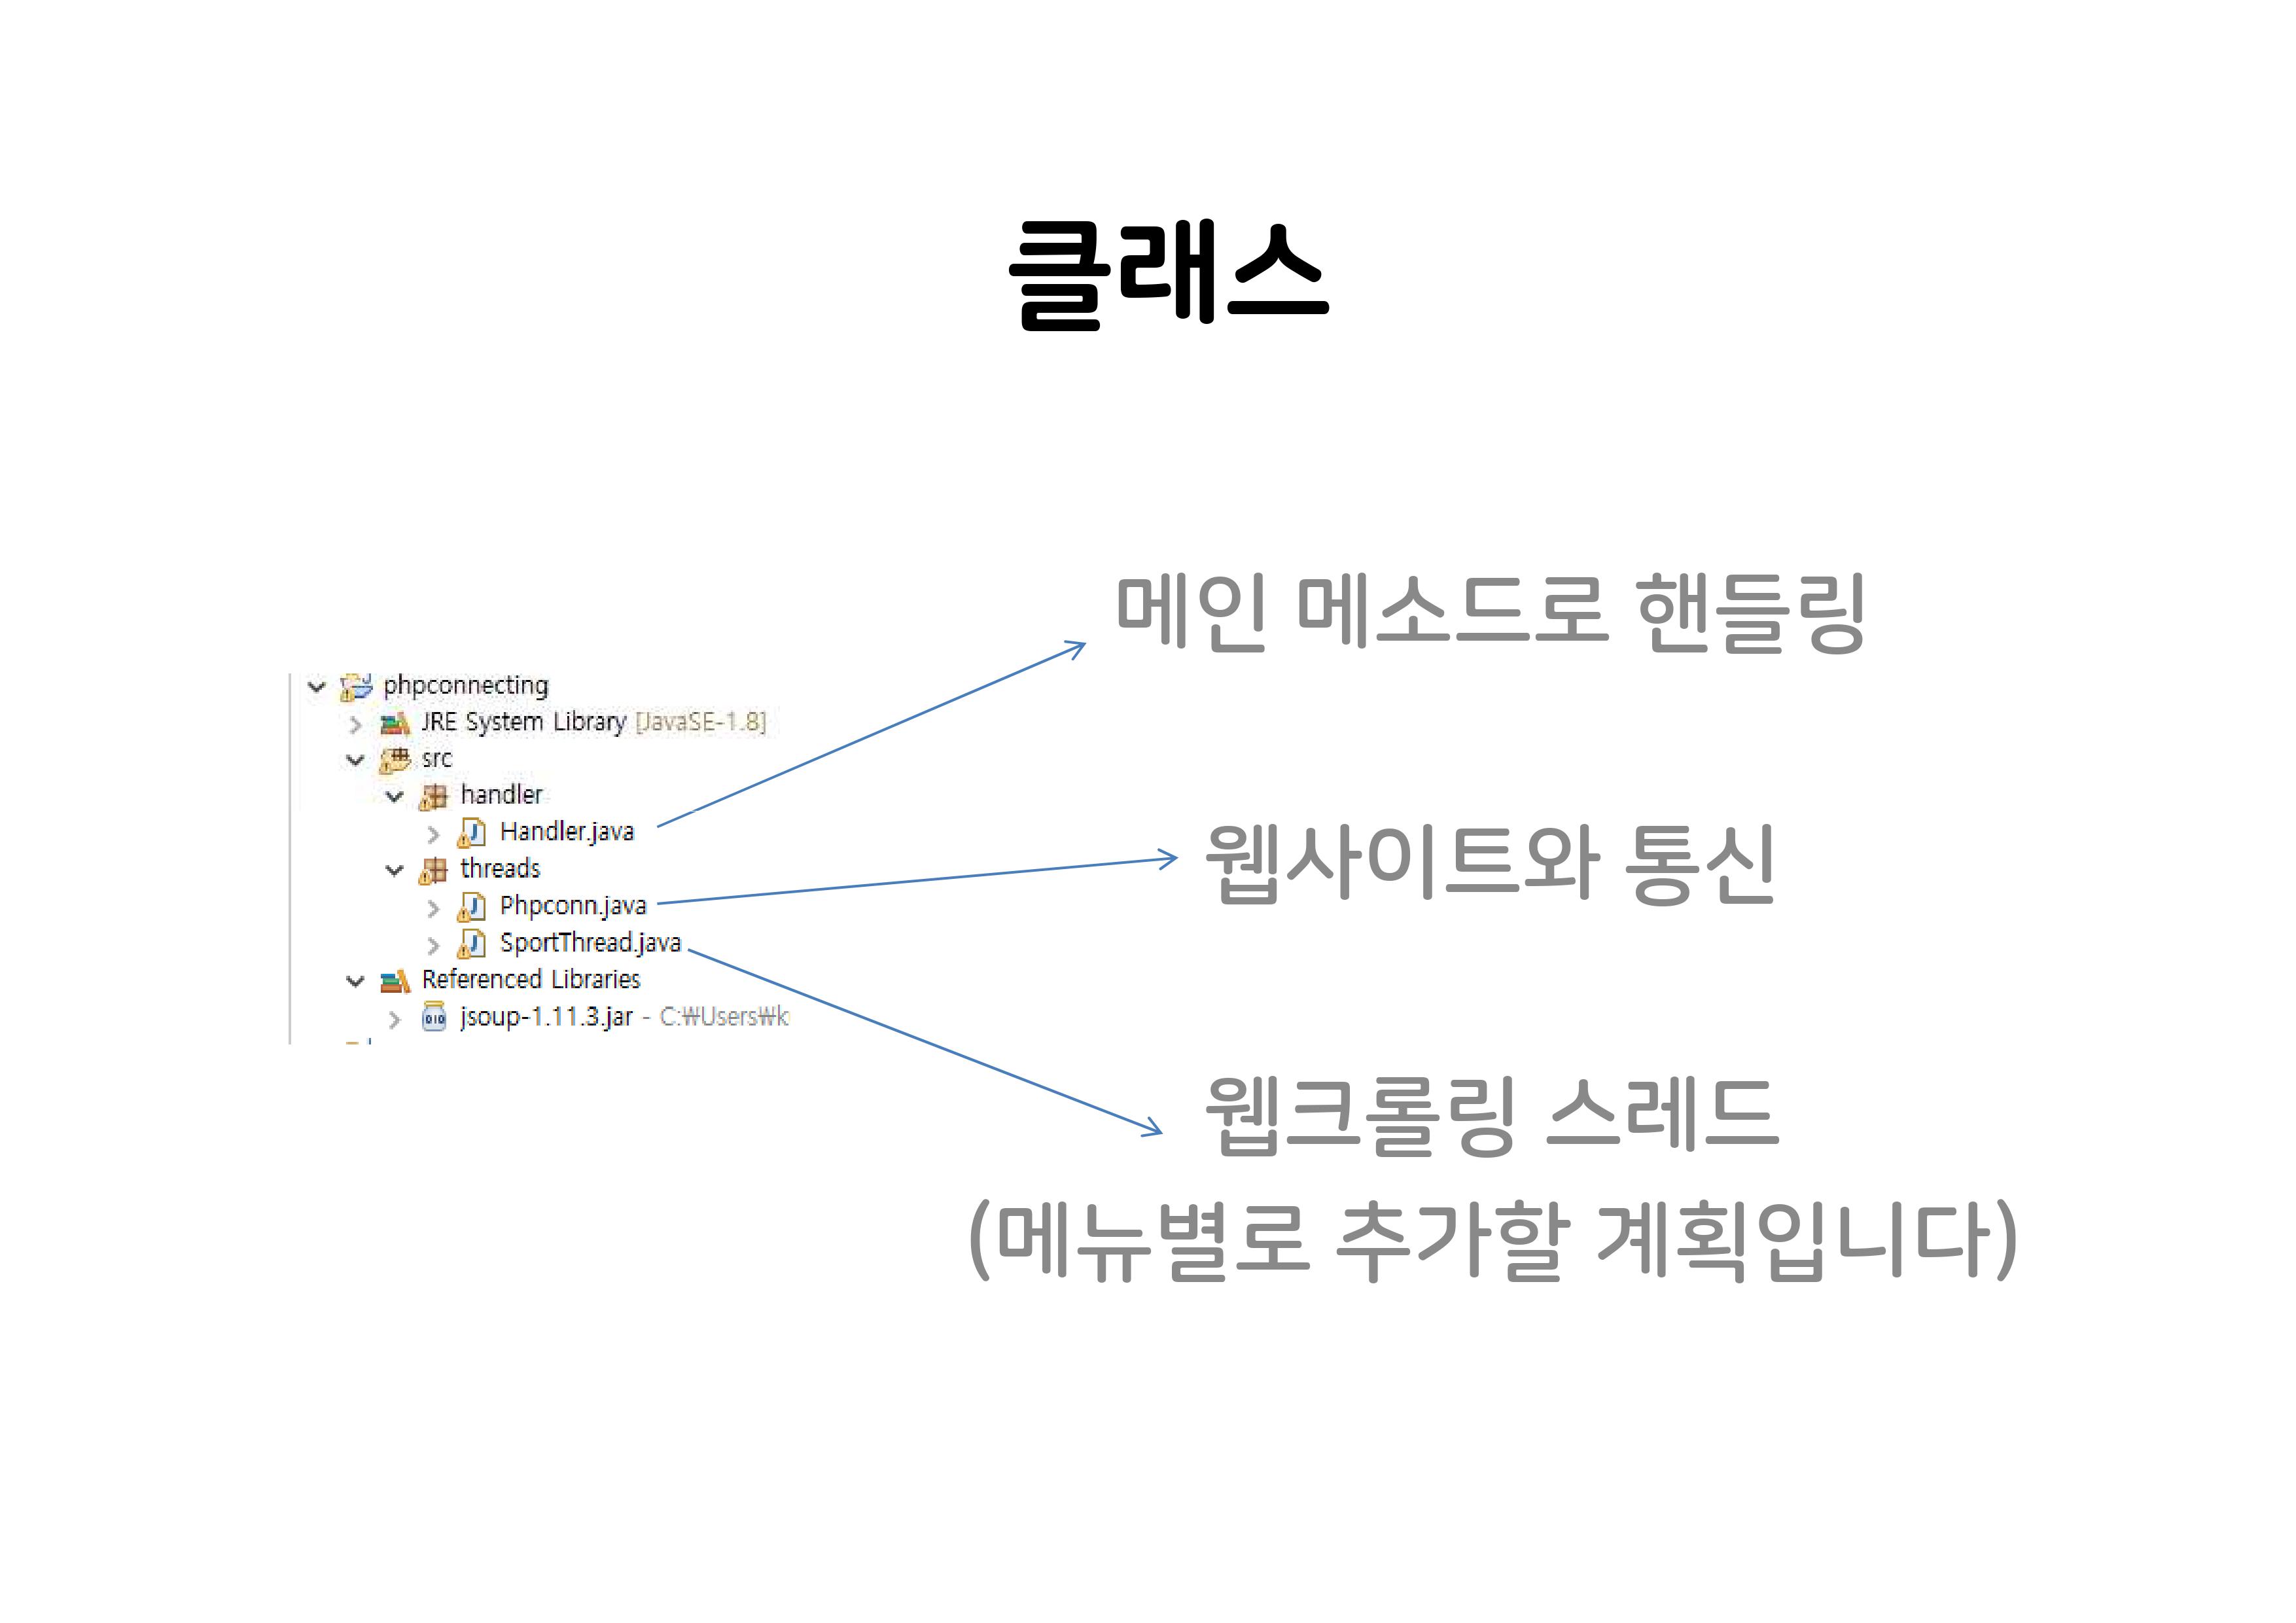 클래스
phpconnecting
JRE System Library [JavaSE-1.8]
src
handler
Handler.java
threads
Phpconn.java
SportThread.java
Referenced Libraries
jsoup-1.11.3.jar - C:₩Users₩k
메인 메소드로 핸들링
웹사이트와 통신
웹크롤링 스레드
(메뉴별로 추가할 계획입니다)